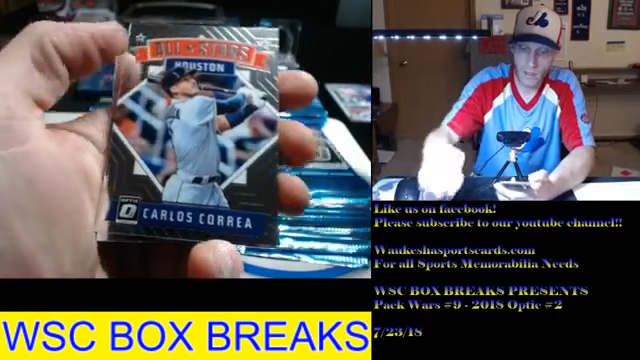 ALL ★ STARS
HOUSTON
OPTIC
CARLOS CORREA
WSC BOX BREAKS
Like us on facebook!
Please subscribe to our youtube channel!!
Waukeshasportscards.com
For all Sports Memorabilia Needs
WSC BOX BREAKS PRESENTS
Pack Wars #9 - 2018 Optic #2
7/23/18